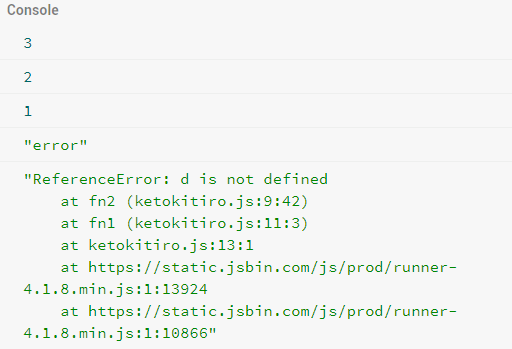 Console
3
2
1
"error"
"ReferenceError: d is not defined
at fn2 (ketokitiro.js:9:42)
at fn1 (ketokitiro.js:11:3)
at ketokitiro.js:13:1
at https://static.jsbin.com/js/prod/runner-
4.1.8.min.js:1:13924
at https://static.jsbin.com/js/prod/runner-
4.1.8.min.js:1:10866"